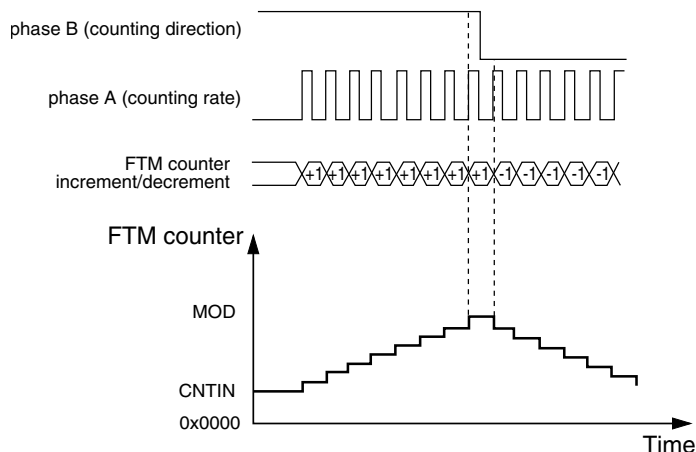 phase B (counting direction)
phase A (counting rate)
FTM counter
increment/decrement
+1 +1 +1 +1 +1 +1 +1 +1 -1 -1 -1 -1 -1
FTM counter
MOD
CNTIN
0x0000
Time